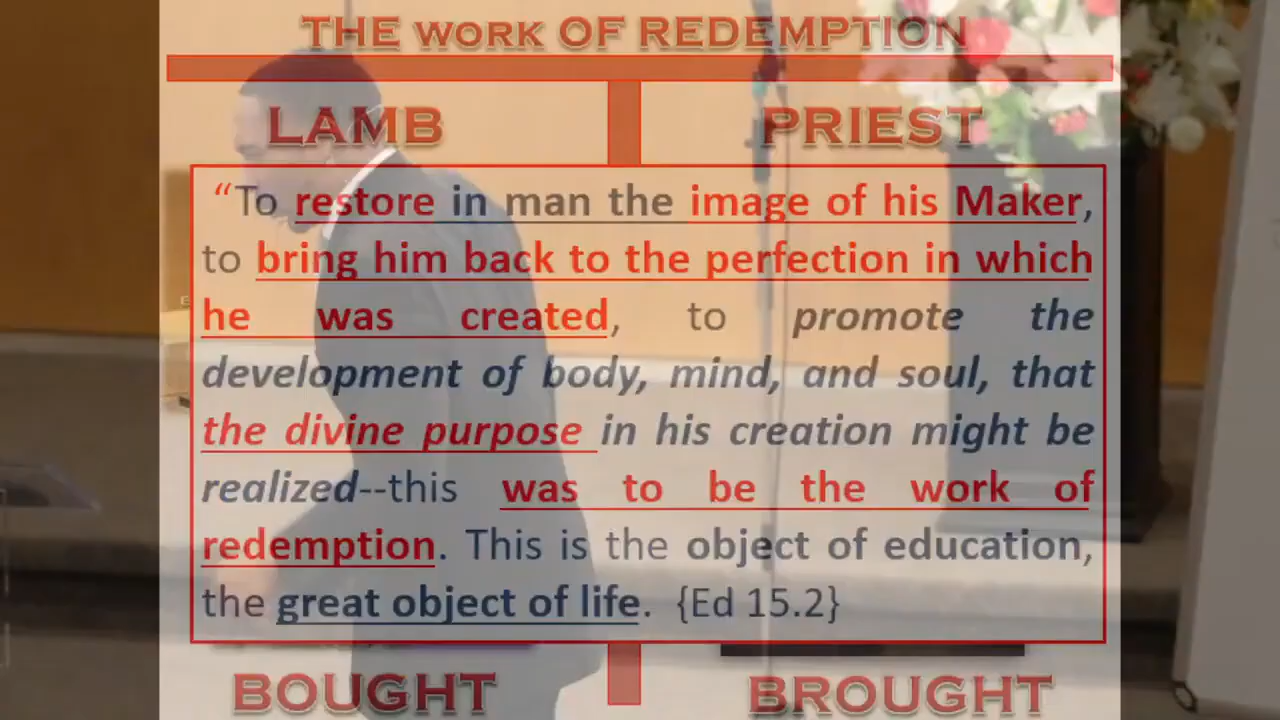 THE WORK OF REDEMPTION
LAMB PRIEST
“To restore in man the image of his Maker,
to bring him back to the perfection in which
he was created, to promote the
development of body, mind, and soul, that
the divine purpose in his creation might be
realized--this was to be the work of
redemption. This is the object of education,
the great object of life. {Ed 15.2}
BOUGHT BROUGHT